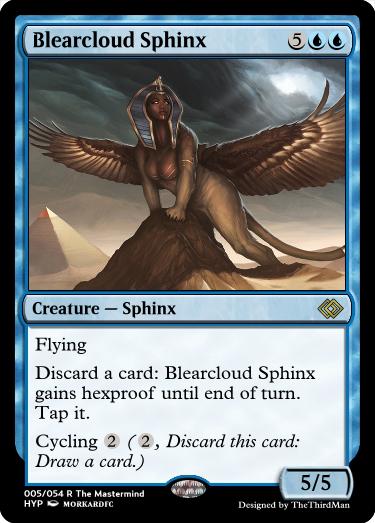 Blearcloud Sphinx 5
Creature — Sphinx
Flying
Discard a card: Blearcloud Sphinx
gains hexproof until end of turn.
Tap it.
Cycling 2 ( 2, Discard this card:
Draw a card.)
5/5
005/054 R The Mastermind
HYP MORKARDFC
Designed by TheThirdMan